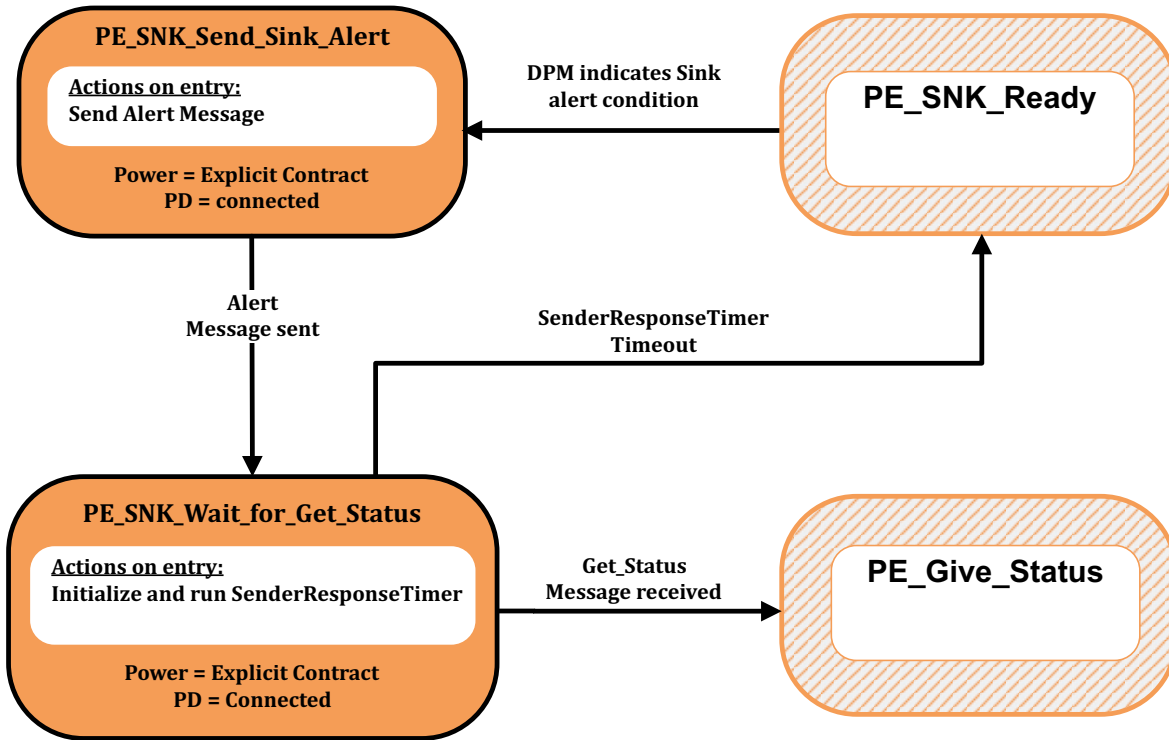 PE_SNK_Send_Sink_Alert
Actions on entry:
Send Alert Message
Power = Explicit Contract
PD = connected
DPM indicates Sink
alert condition
PE_SNK_Ready
Alert
Message sent
SenderResponseTimer
Timeout
PE_SNK_Wait_for_Get_Status
Actions on entry:
Initialize and run SenderResponseTimer
Power = Explicit Contract
PD = Connected
Get_Status
Message received
PE_Give_Status